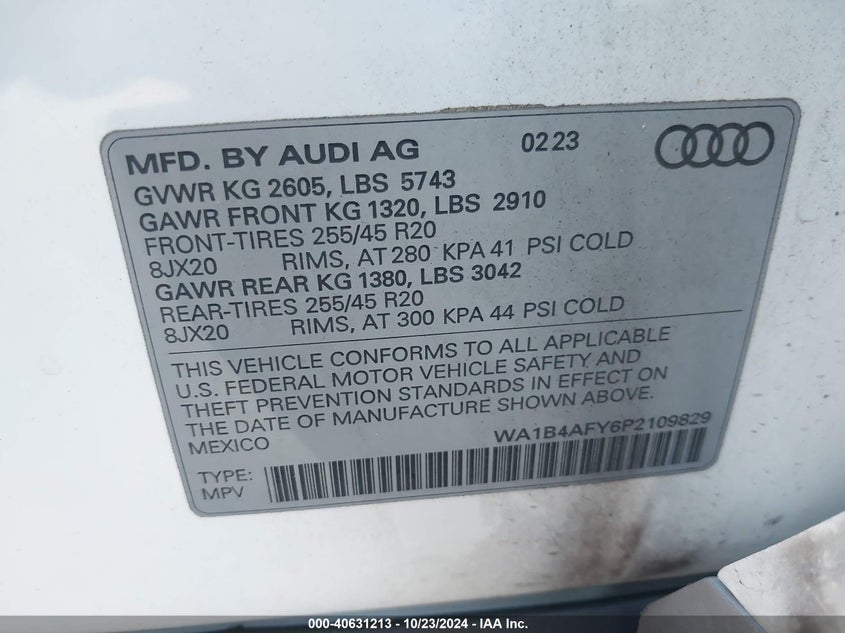 MFD. BY AUDI AG 02 23
GVWR KG 2605, LBS 5743
GAWR FRONT KG 1320, LBS 2910
FRONT-TIRES 255/45 R20
8JX20 RIMS, AT 280 KPA 41 PSI COLD
GAWR REAR KG 1380, LBS 3042
REAR-TIRES 255/45 R20
8JX20 RIMS, AT 300 KPA 44 PSI COLD
THIS VEHICLE CONFORMS TO ALL APPLICABLE
U.S. FEDERAL MOTOR VEHICLE SAFETY AND
THEFT PREVENTION STANDARDS IN EFFECT ON
THE DATE OF MANUFACTURE SHOWN ABOVE.
MEXICO WA1B4AFY6P2109829
TYPE:
MPV
000-40631213 - 10/23/2024 - IAA Inc.